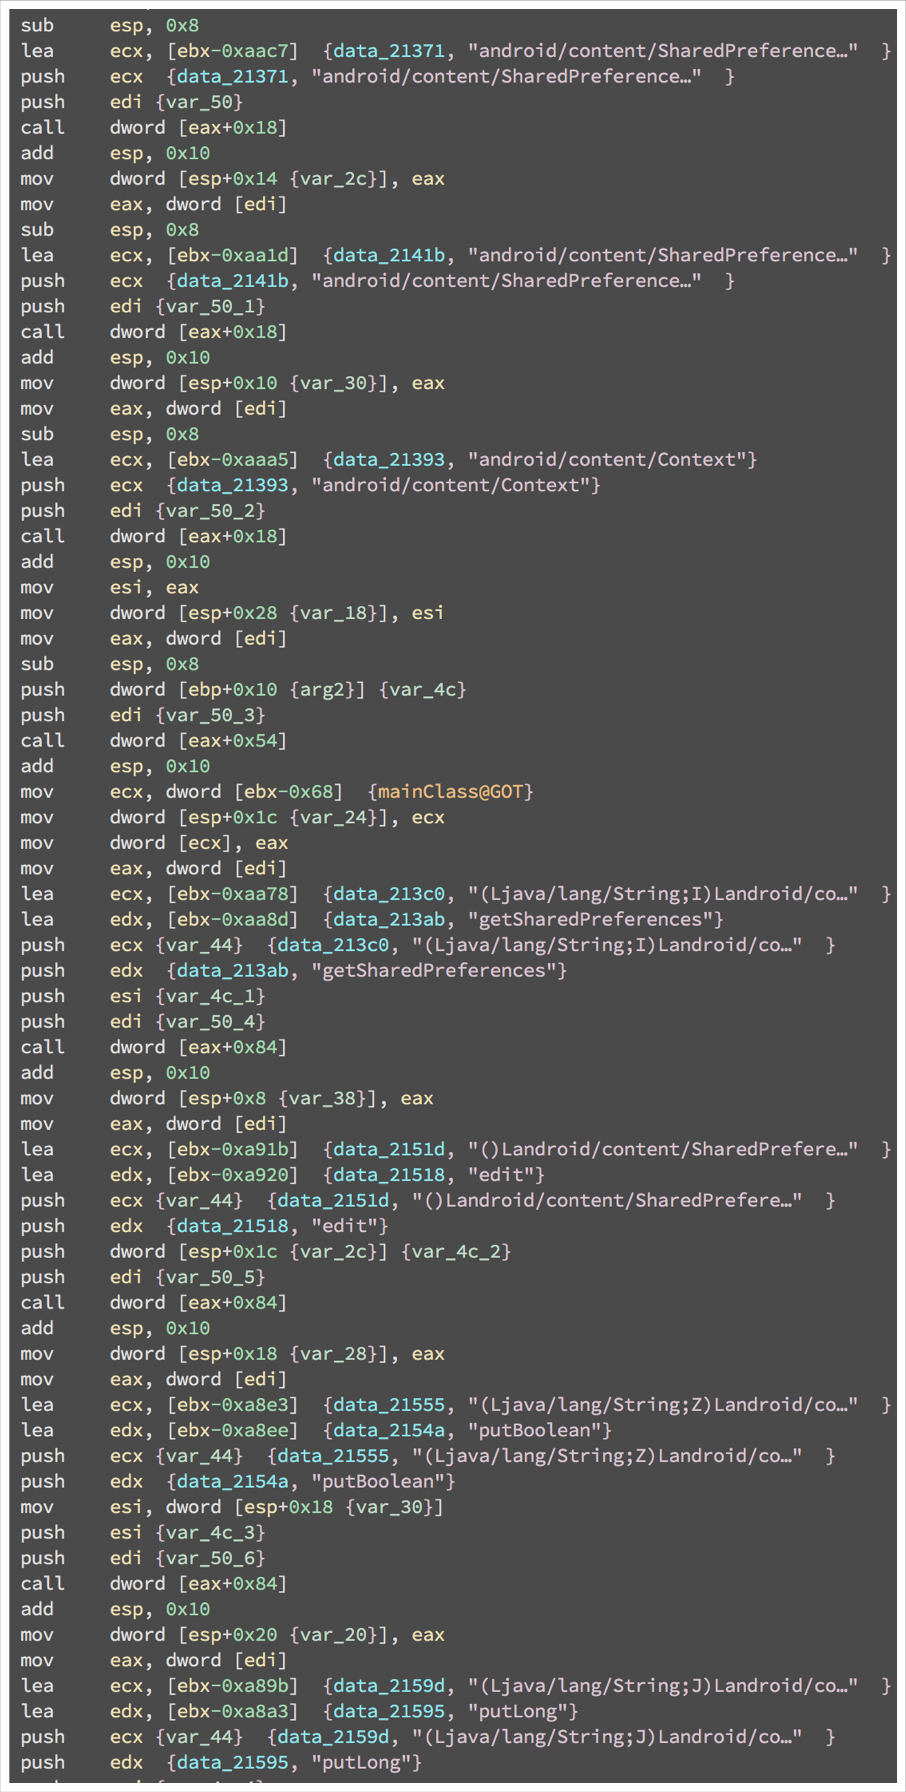 sub     esp, 0x8
lea     ecx, [ebx-0xaac7]  {data_21371, "android/content/SharedPreference…"  }
push    ecx  {data_21371, "android/content/SharedPreference…"  }
push    edi {var_50}
call    dword [eax+0x18]
add     esp, 0x10
mov     dword [esp+0x14 {var_2c}], eax
mov     eax, dword [edi]
sub     esp, 0x8
lea     ecx, [ebx-0xaa1d]  {data_2141b, "android/content/SharedPreference…"  }
push    ecx  {data_2141b, "android/content/SharedPreference…"  }
push    edi {var_50_1}
call    dword [eax+0x18]
add     esp, 0x10
mov     dword [esp+0x10 {var_30}], eax
mov     eax, dword [edi]
sub     esp, 0x8
lea     ecx, [ebx-0xaaa5]  {data_21393, "android/content/Context"}
push    ecx  {data_21393, "android/content/Context"}
push    edi {var_50_2}
call    dword [eax+0x18]
add     esp, 0x10
mov     esi, eax
mov     dword [esp+0x28 {var_18}], esi
mov     eax, dword [edi]
sub     esp, 0x8
push    dword [ebp+0x10 {arg2}] {var_4c}
push    edi {var_50_3}
call    dword [eax+0x54]
add     esp, 0x10
mov     ecx, dword [ebx-0x68]  {mainClass@GOT}
mov     dword [esp+0x1c {var_24}], ecx
mov     dword [ecx], eax
mov     eax, dword [edi]
lea     ecx, [ebx-0xaa78]  {data_213c0, "(Ljava/lang/String;I)Landroid/co…"  }
lea     edx, [ebx-0xaa8d]  {data_213ab, "getSharedPreferences"}
push    ecx {var_44}  {data_213c0, "(Ljava/lang/String;I)Landroid/co…"  }
push    edx  {data_213ab, "getSharedPreferences"}
push    esi {var_4c_1}
push    edi {var_50_4}
call    dword [eax+0x84]
add     esp, 0x10
mov     dword [esp+0x8 {var_38}], eax
mov     eax, dword [edi]
lea     ecx, [ebx-0xa91b]  {data_2151d, "()Landroid/content/SharedPrefere…"  }
lea     edx, [ebx-0xa920]  {data_21518, "edit"}
push    ecx {var_44}  {data_2151d, "()Landroid/content/SharedPrefere…"  }
push    edx  {data_21518, "edit"}
push    dword [esp+0x1c {var_2c}] {var_4c_2}
push    edi {var_50_5}
call    dword [eax+0x84]
add     esp, 0x10
mov     dword [esp+0x18 {var_28}], eax
mov     eax, dword [edi]
lea     ecx, [ebx-0xa8e3]  {data_21555, "(Ljava/lang/String;Z)Landroid/co…"  }
lea     edx, [ebx-0xa8ee]  {data_2154a, "putBoolean"}
push    ecx {var_44}  {data_21555, "(Ljava/lang/String;Z)Landroid/co…"  }
push    edx  {data_2154a, "putBoolean"}
mov     esi, dword [esp+0x18 {var_30}]
push    esi {var_4c_3}
push    edi {var_50_6}
call    dword [eax+0x84]
add     esp, 0x10
mov     dword [esp+0x20 {var_20}], eax
mov     eax, dword [edi]
lea     ecx, [ebx-0xa89b]  {data_2159d, "(Ljava/lang/String;J)Landroid/co…"  }
lea     edx, [ebx-0xa8a3]  {data_21595, "putLong"}
push    ecx {var_44}  {data_2159d, "(Ljava/lang/String;J)Landroid/co…"  }
push    edx  {data_21595, "putLong"}